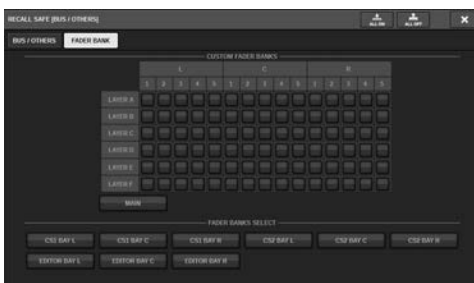 RECALL SAFE [BUS / OTHERS]
ALL ON ALL OFF
BUS / OTHERS FADER BANK
CUSTOM FADER BANKS
L C R
1 2 3 4 5 1 2 3 4 5 1 2 3 4 5
LAYER A
LAYER B
LAYER C
LAYER D
LAYER E
LAYER F
MAIN
FADER BANKS SELECT
CS1 BAY L CS1 BAY C CS1 BAY R CS2 BAY L CS2 BAY C CS2 BAY R
EDITOR BAY L EDITOR BAY C EDITOR BAY R